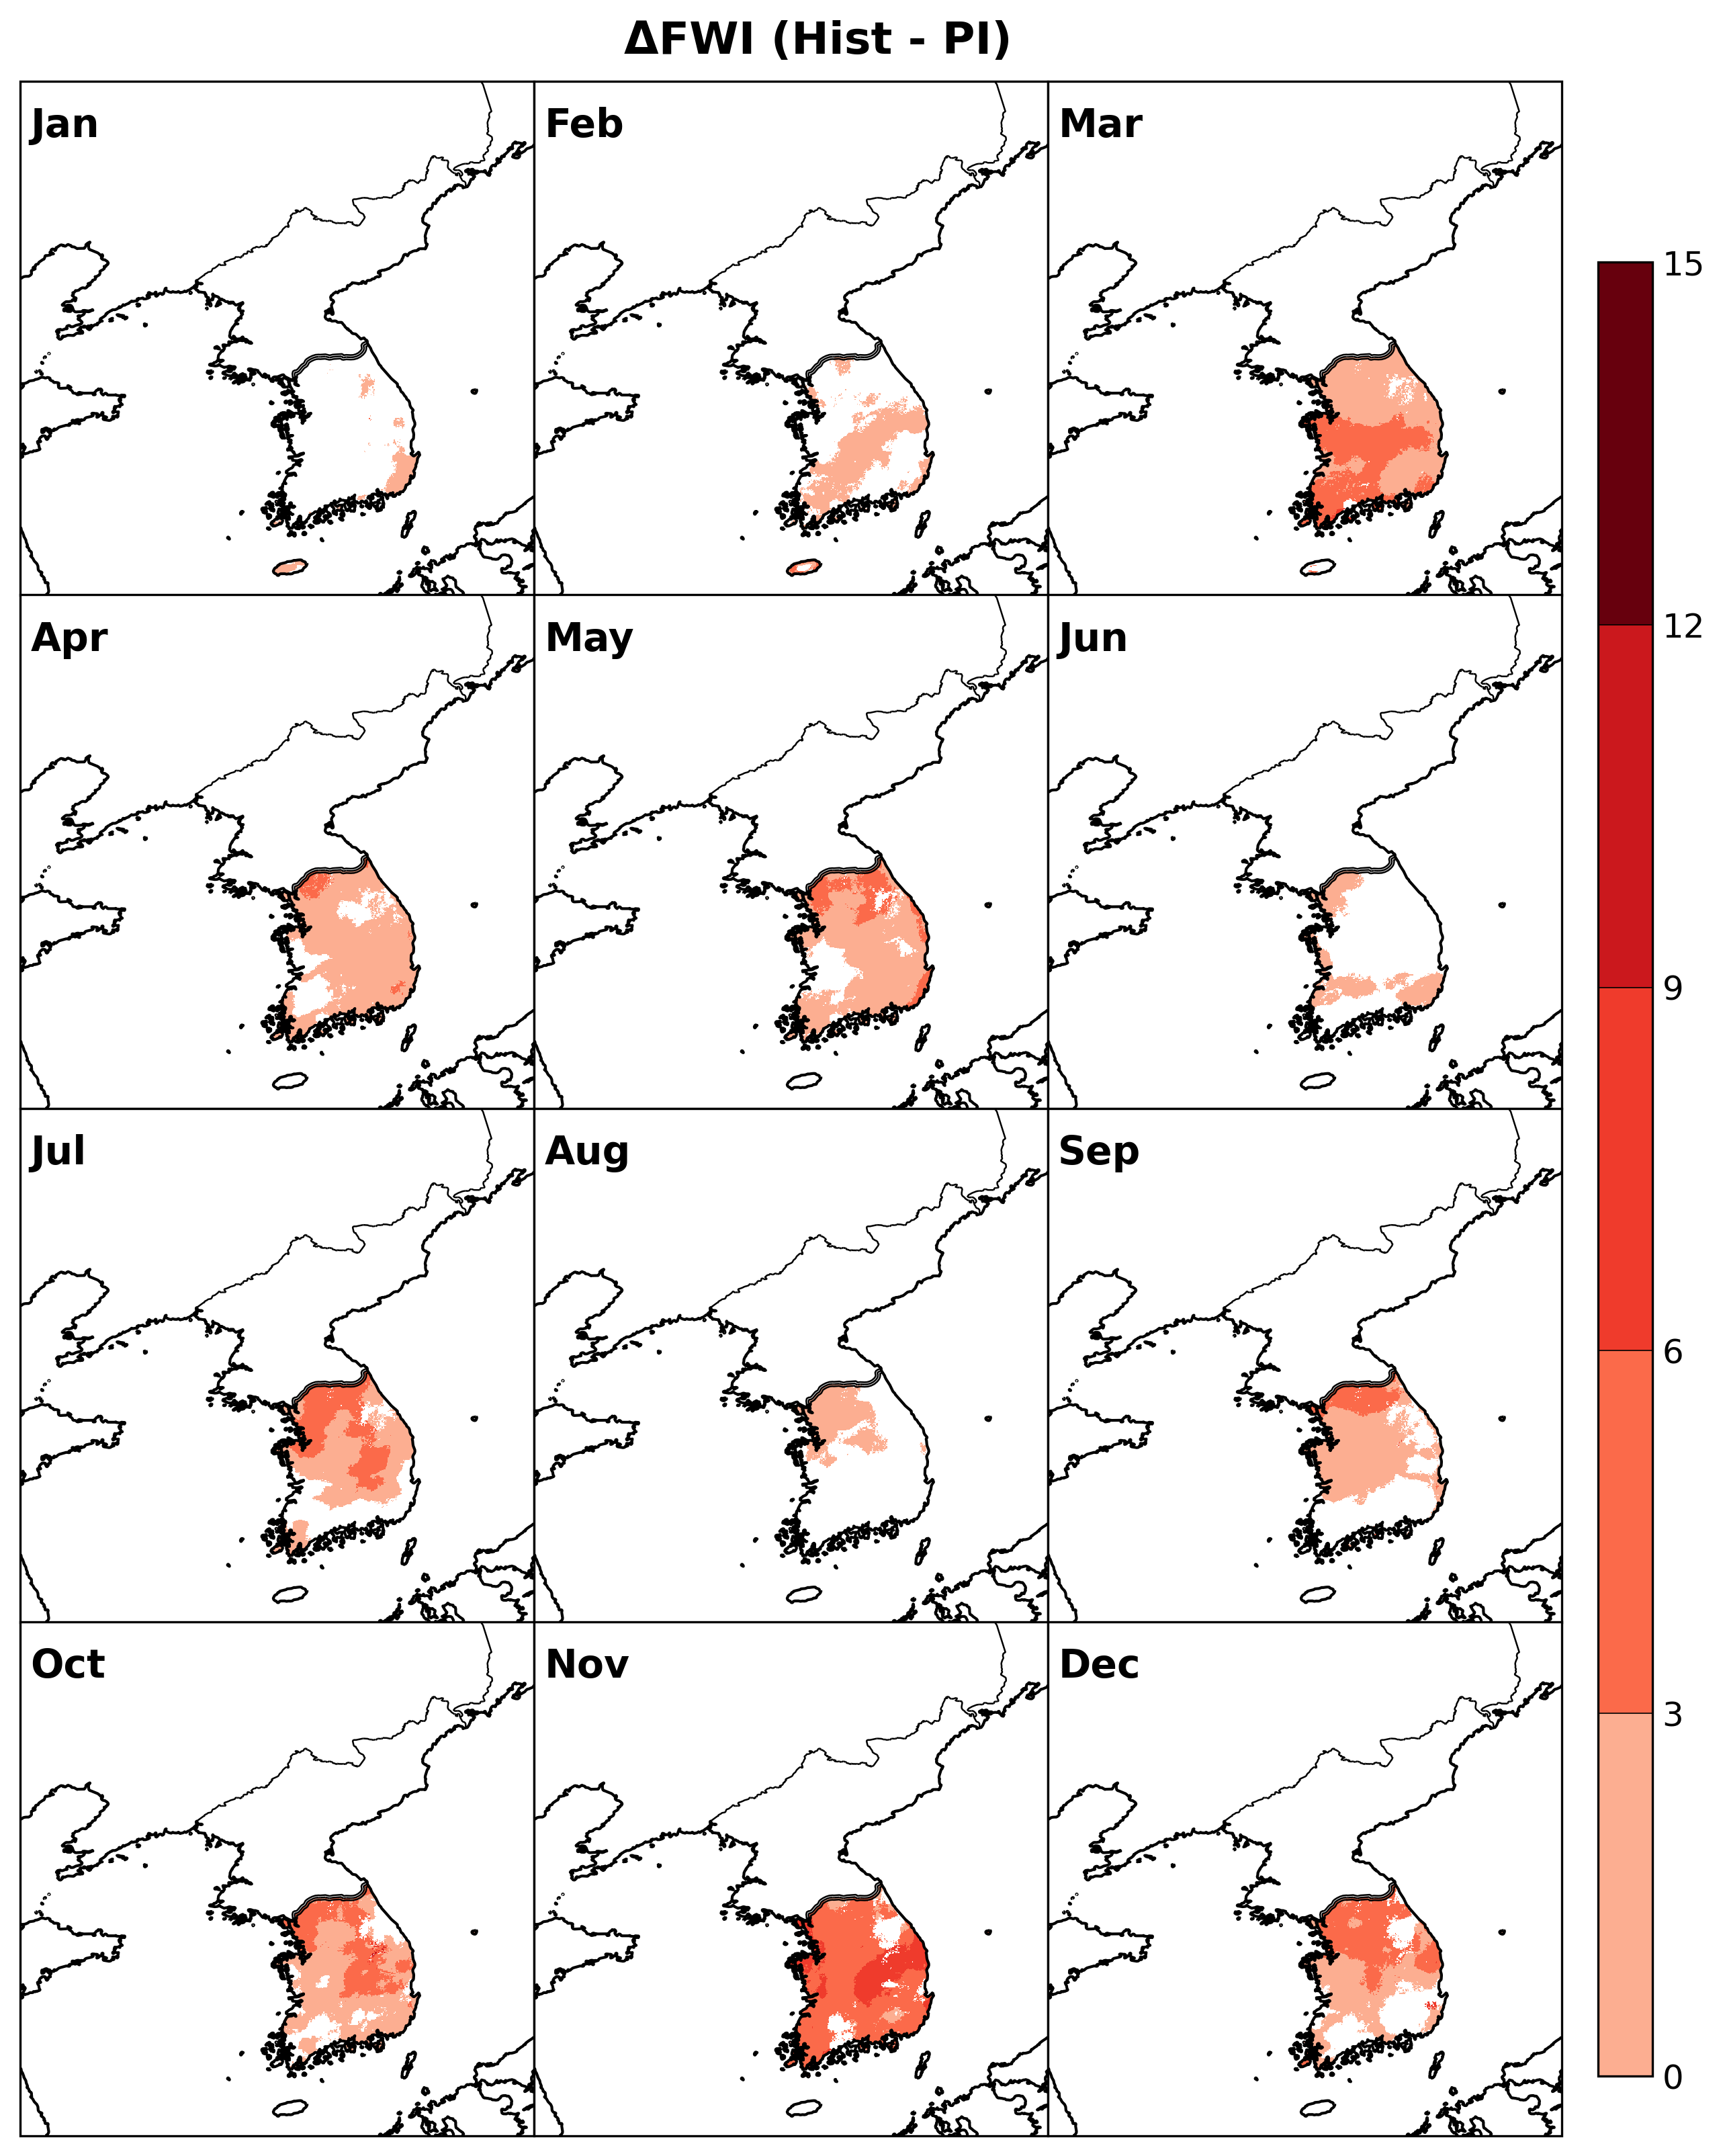 ΔFWI (Hist - PI)
Jan
Feb
Mar
Apr
May
Jun
Jul
Aug
Sep
Oct
Nov
Dec
15
12
9
6
3
0